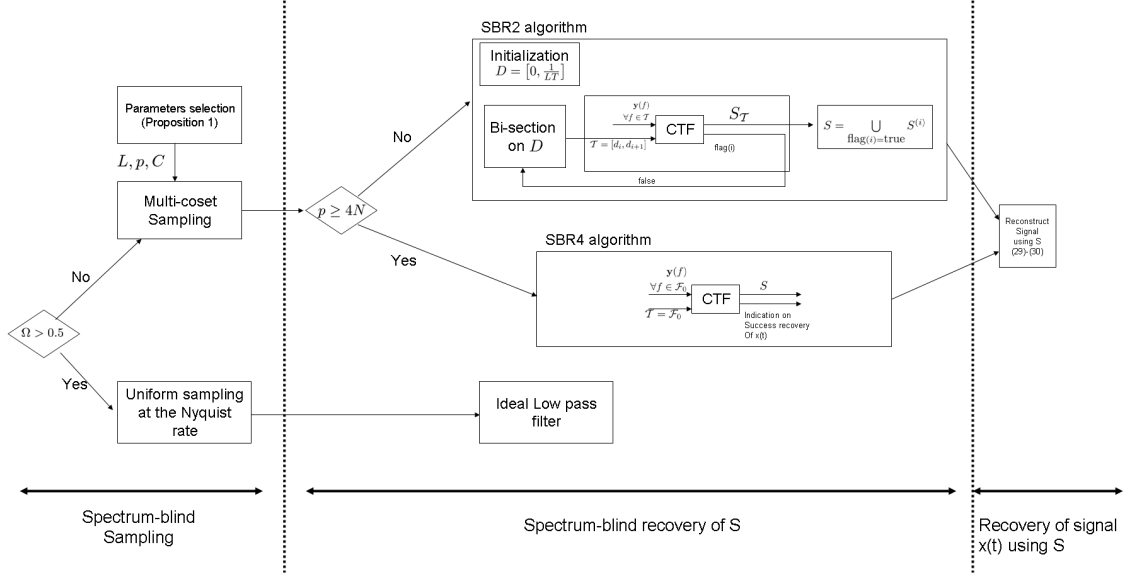 SBR2 algorithm
Initialization
D = [0, 1/LT]
Parameters selection
(Proposition 1)
L, p, C
Multi-coset
Sampling
No
Ω > 0.5
Yes
Uniform sampling
at the Nyquist
rate
p ≥ 4N
No
Yes
Bi-section
on D
y(f)
∀f ∈ 𝒯
𝒯 = [d_i, d_{i+1}]
CTF
S_𝒯
flag(i)
false
S = ⋃ S^(i)
flag(i)=true
SBR4 algorithm
y(f)
∀f ∈ ℱ₀
𝒯 = ℱ₀
CTF
S
Indication on
Success recovery
Of x(t)
Ideal Low pass
filter
Reconstruct
Signal
using S
(29)-(30)
Spectrum-blind
Sampling
Spectrum-blind recovery of S
Recovery of signal
x(t) using S